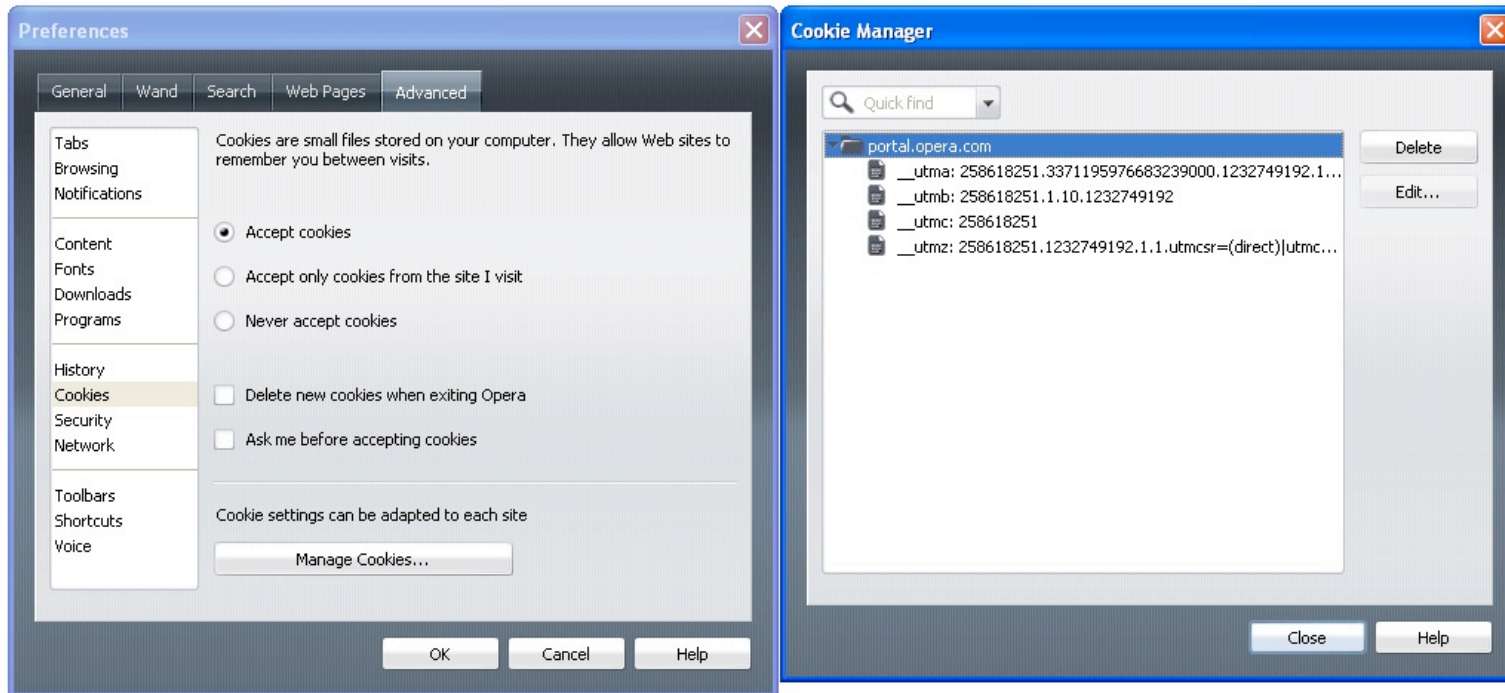 Preferences
General Wand Search Web Pages Advanced
Tabs
Browsing
Notifications
Content
Fonts
Downloads
Programs
History
Cookies
Security
Network
Toolbars
Shortcuts
Voice
Cookies are small files stored on your computer. They allow Web sites to
remember you between visits.
Accept cookies
Accept only cookies from the site I visit
Never accept cookies
Delete new cookies when exiting Opera
Ask me before accepting cookies
Cookie settings can be adapted to each site
Manage Cookies...
OK Cancel Help
Cookie Manager
Quick find
portal.opera.com
__utma: 258618251.3371195976683239000.1232749192.1...
__utmb: 258618251.1.10.1232749192
__utmc: 258618251
__utmz: 258618251.1232749192.1.1.utmcsr=(direct)|utmc...
Delete
Edit...
Close Help